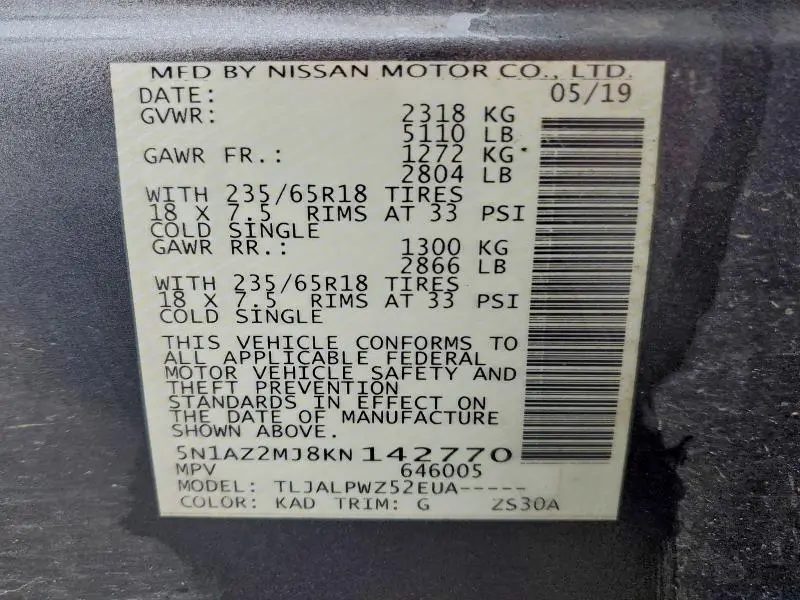 MFD BY NISSAN MOTOR CO., LTD.
DATE: 05/19
GVWR: 2318 KG
5110 LB
GAWR FR.: 1272 KG
2804 LB
WITH 235/65R18 TIRES
18 X 7.5 RIMS AT 33 PSI
COLD SINGLE
GAWR RR.: 1300 KG
2866 LB
WITH 235/65R18 TIRES
18 X 7.5 RIMS AT 33 PSI
COLD SINGLE
THIS VEHICLE CONFORMS TO
ALL APPLICABLE FEDERAL
MOTOR VEHICLE SAFETY AND
THEFT PREVENTION
STANDARDS IN EFFECT ON
THE DATE OF MANUFACTURE
SHOWN ABOVE.
5N1AZ2MJ8KN142770
MPV 646005
MODEL: TLJALPWZ52EUA-----
COLOR: KAD TRIM: G ZS30A